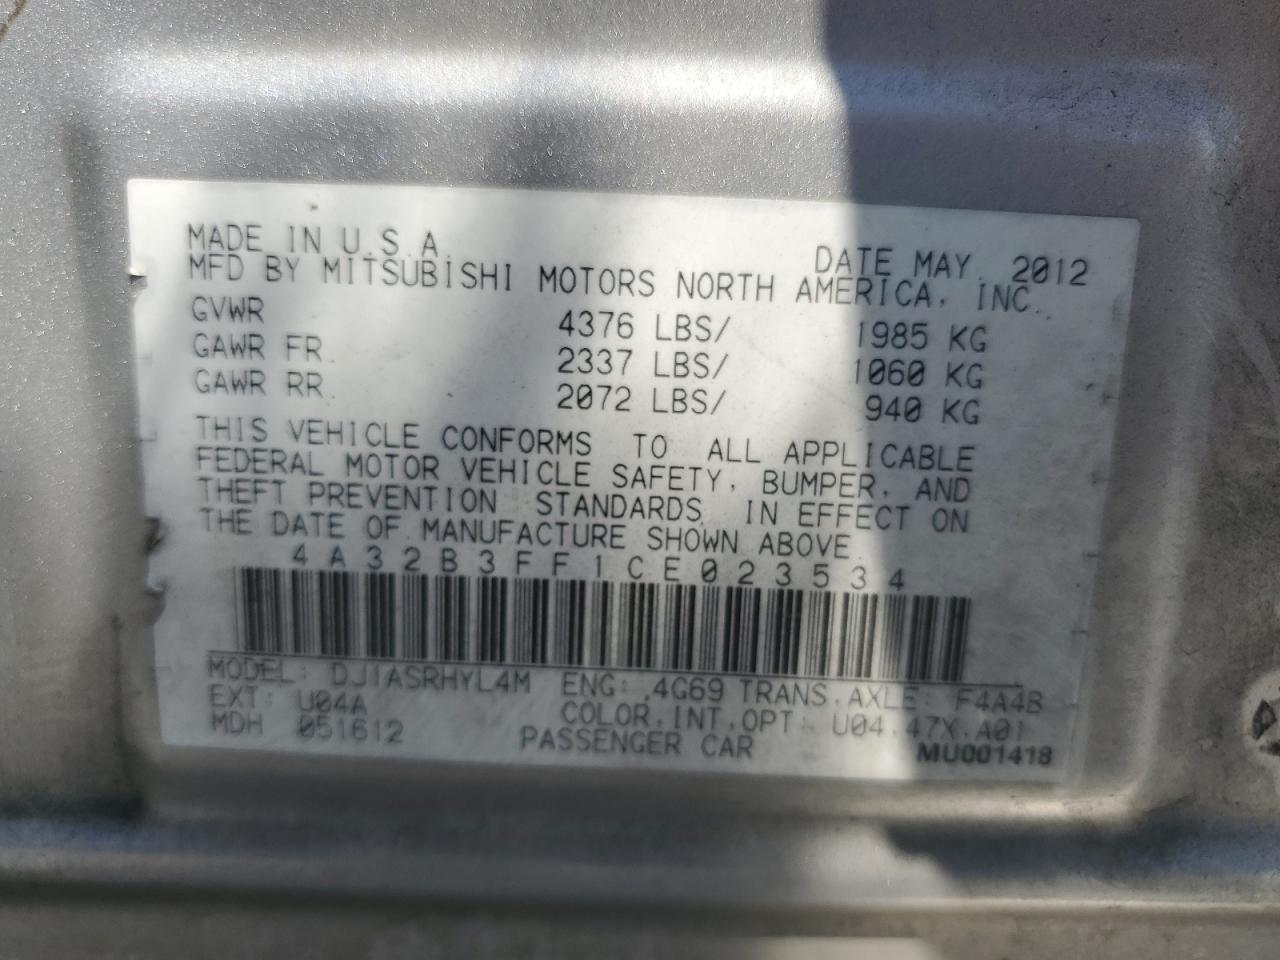 MADE IN U.S.A. DATE MAY. 2012
MFD BY MITSUBISHI MOTORS NORTH AMERICA, INC.
GVWR 4376 LBS/ 1985 KG
GAWR FR. 2337 LBS/ 1060 KG
GAWR RR. 2072 LBS/ 940 KG
THIS VEHICLE CONFORMS TO ALL APPLICABLE
FEDERAL MOTOR VEHICLE SAFETY, BUMPER, AND
THEFT PREVENTION STANDARDS IN EFFECT ON
THE DATE OF MANUFACTURE SHOWN ABOVE.
4A32B3FF1CE023534
MODEL: DJ1ASRHYL4M ENG: 4G69 TRANS.AXLE: F4A4B
EXT: U04A COLOR.INT.OPT: U04.47X.A01
MDH 051612 PASSENGER CAR MU001418